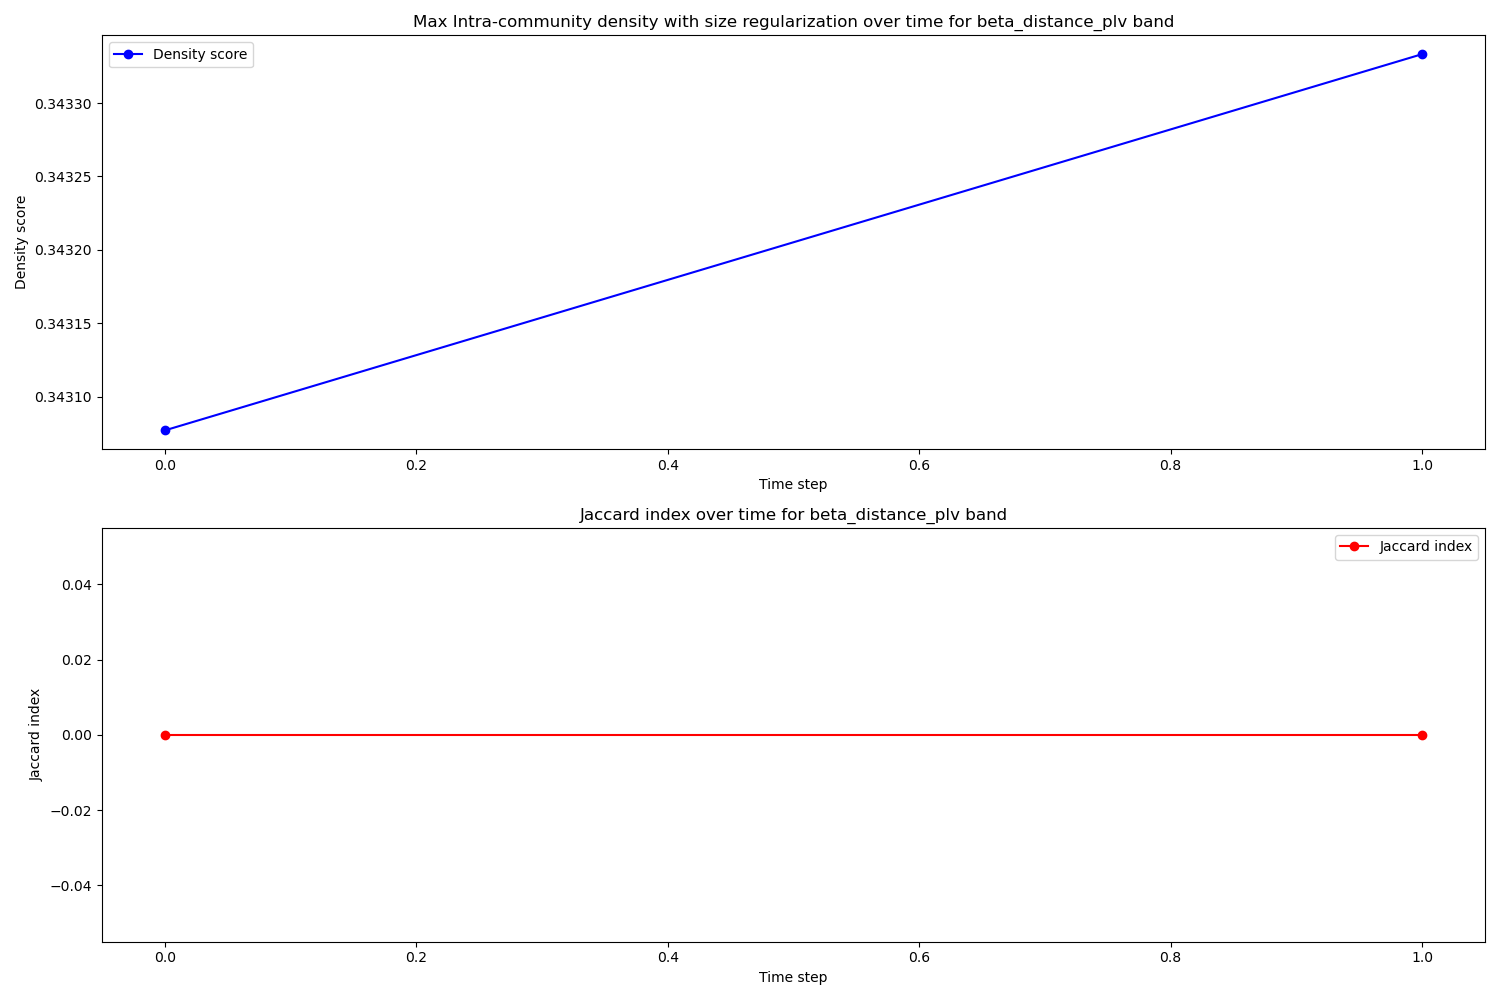 Max Intra-community density with size regularization over time for beta_distance_plv band
Density score
0.34330
0.34325
0.34320
0.34315
0.34310
Density score
0.0 0.2 0.4 0.6 0.8 1.0
Time step
Jaccard index over time for beta_distance_plv band
Jaccard index
0.04
0.02
0.00
−0.02
−0.04
Jaccard index
0.0 0.2 0.4 0.6 0.8 1.0
Time step